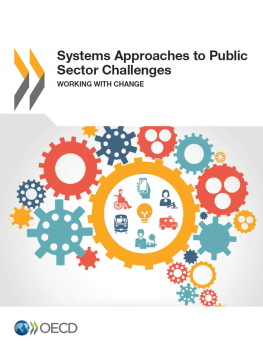 Systems Approaches to Public
Sector Challenges
WORKING WITH CHANGE
OECD